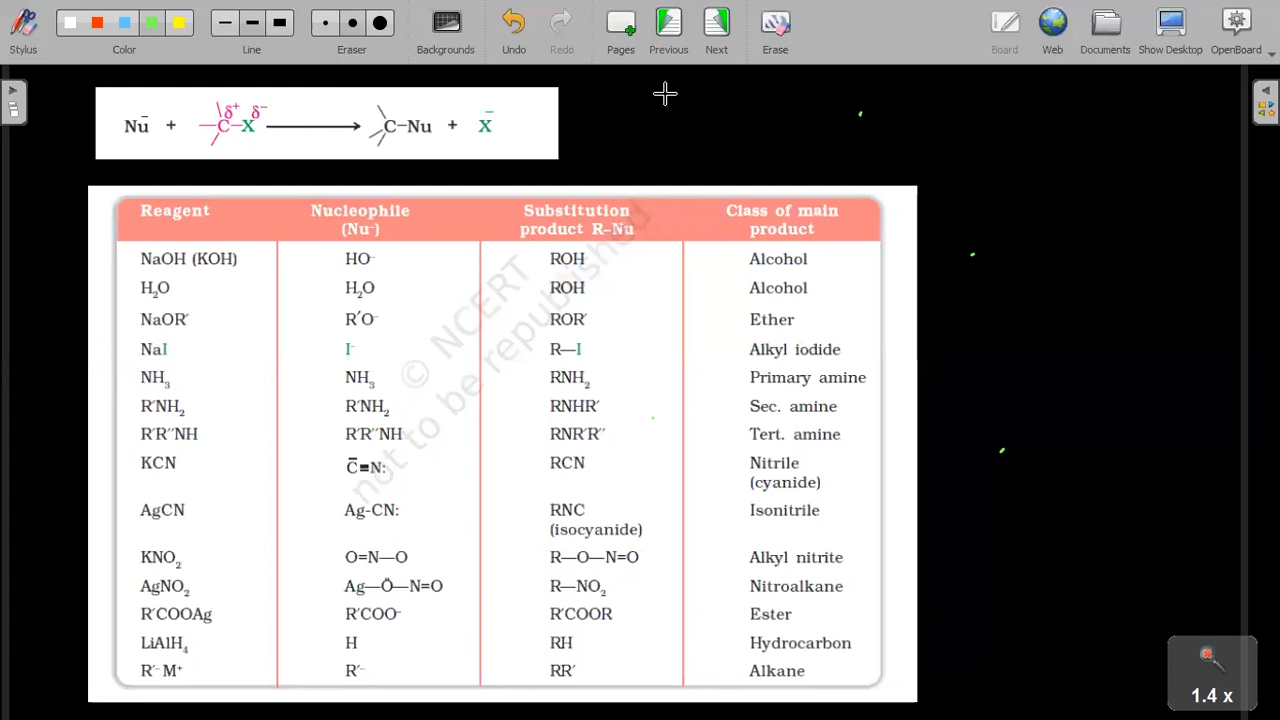 Stylus Color Line Eraser Backgrounds Undo Redo Pages Previous Next Erase Board Web Documents Show Desktop OpenBoard
Nu⁻ + C^δ+–X^δ− ⟶ C–Nu + X⁻
Reagent Nucleophile (Nu⁻) Substitution product R–Nu Class of main product
NaOH (KOH) HO⁻ ROH Alcohol
H₂O H₂O ROH Alcohol
NaOR′ R′O⁻ ROR′ Ether
NaI I⁻ R—I Alkyl iodide
NH₃ NH₃ RNH₂ Primary amine
R′NH₂ R′NH₂ RNHR′ Sec. amine
R′R′′NH R′R′′NH RNR′R′′ Tert. amine
KCN C̄≡N: RCN Nitrile (cyanide)
AgCN Ag-CN: RNC (isocyanide) Isonitrile
KNO₂ O=N—O R—O—N=O Alkyl nitrite
AgNO₂ Ag—Ö—N=O R—NO₂ Nitroalkane
R′COOAg R′COO⁻ R′COOR Ester
LiAlH₄ H RH Hydrocarbon
R′⁻ M⁺ R′⁻ RR′ Alkane
© NCERT
not to be republished
1.4 x